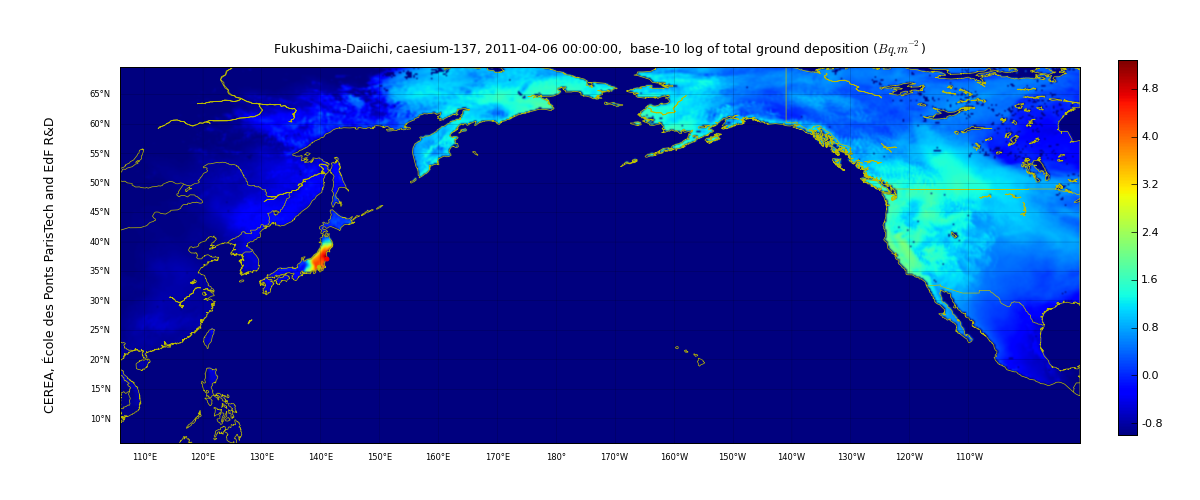 Fukushima-Daiichi, caesium-137, 2011-04-06 00:00:00, base-10 log of total ground deposition (Bq.m⁻²)
CEREA, École des Ponts ParisTech and EdF R&D
65°N
60°N
55°N
50°N
45°N
40°N
35°N
30°N
25°N
20°N
15°N
10°N
110°E 120°E 130°E 140°E 150°E 160°E 170°E 180° 170°W 160°W 150°W 140°W 130°W 120°W 110°W
4.8
4.0
3.2
2.4
1.6
0.8
0.0
-0.8